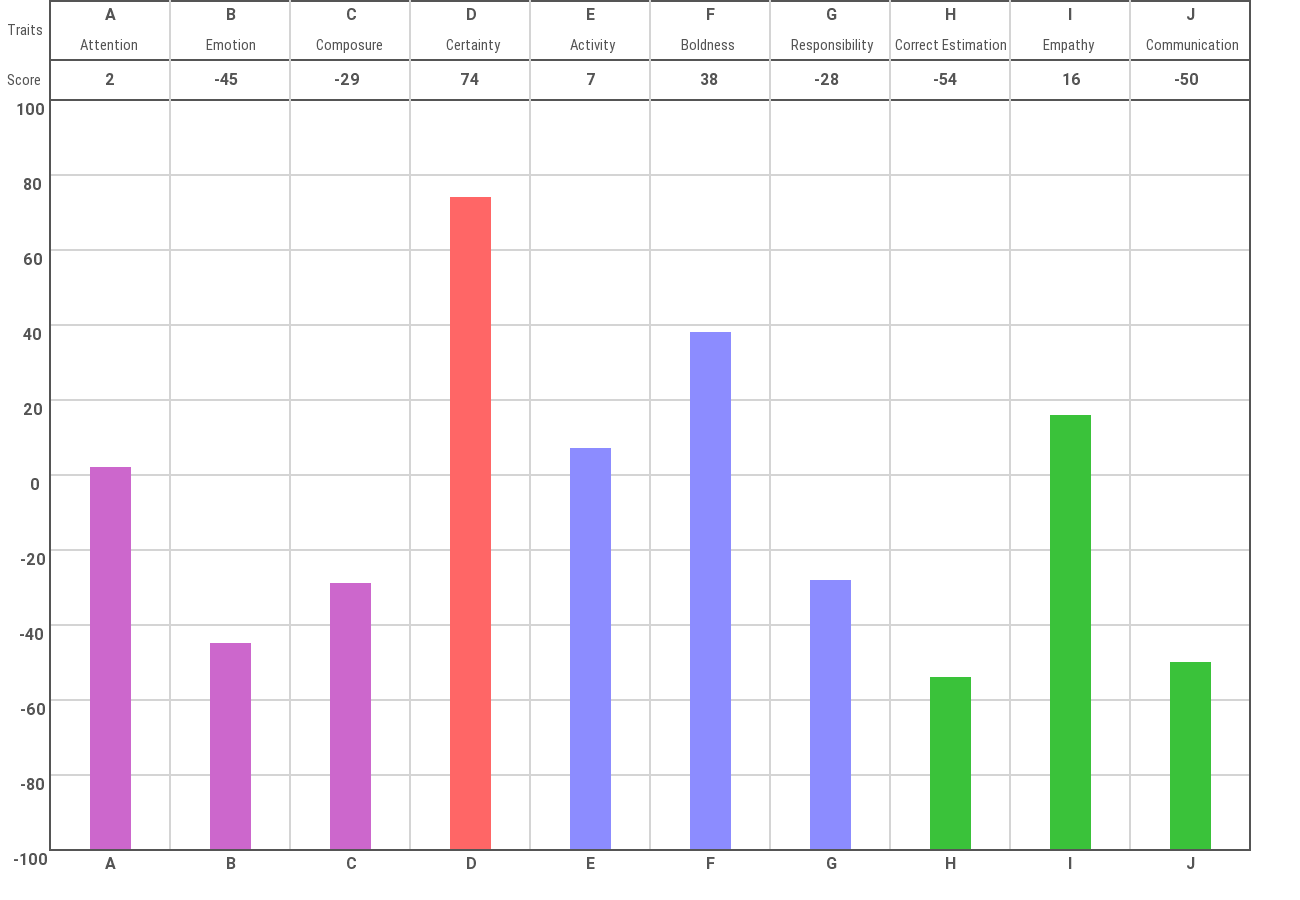 A B C D E F G H I J
Traits
Attention Emotion Composure Certainty Activity Boldness Responsibility Correct Estimation Empathy Communication
Score 2 -45 -29 74 7 38 -28 -54 16 -50
100
80
60
40
20
0
-20
-40
-60
-80
-100
A B C D E F G H I J